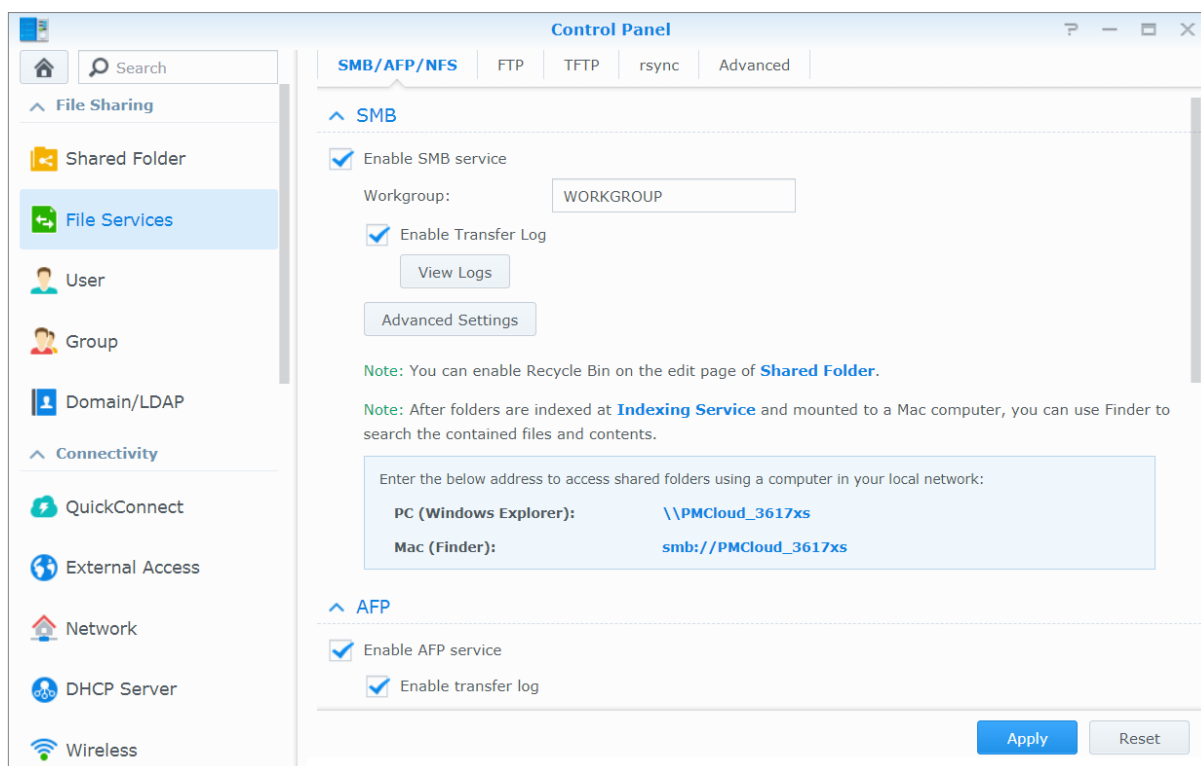 Control Panel
Search
SMB/AFP/NFS FTP TFTP rsync Advanced
File Sharing
Shared Folder
File Services
User
Group
Domain/LDAP
Connectivity
QuickConnect
External Access
Network
DHCP Server
Wireless
SMB
Enable SMB service
Workgroup: WORKGROUP
Enable Transfer Log
View Logs
Advanced Settings
Note: You can enable Recycle Bin on the edit page of Shared Folder.
Note: After folders are indexed at Indexing Service and mounted to a Mac computer, you can use Finder to
search the contained files and contents.
Enter the below address to access shared folders using a computer in your local network:
PC (Windows Explorer): \\PMCloud_3617xs
Mac (Finder): smb://PMCloud_3617xs
AFP
Enable AFP service
Enable transfer log
Apply Reset